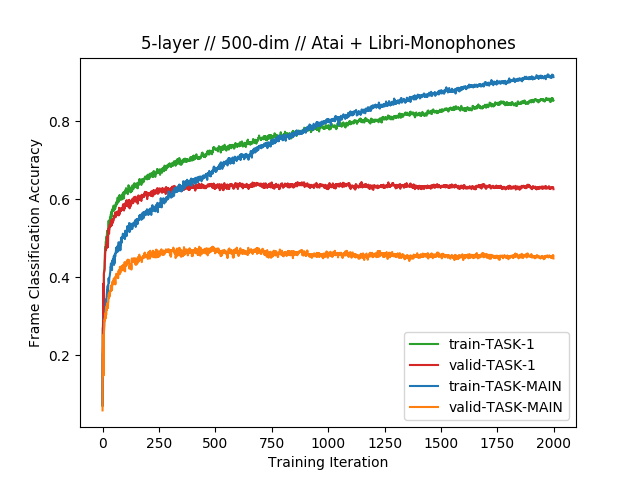 5-layer // 500-dim // Atai + Libri-Monophones
Frame Classification Accuracy
0.8
0.6
0.4
0.2
train-TASK-1
valid-TASK-1
train-TASK-MAIN
valid-TASK-MAIN
0 250 500 750 1000 1250 1500 1750 2000
Training Iteration